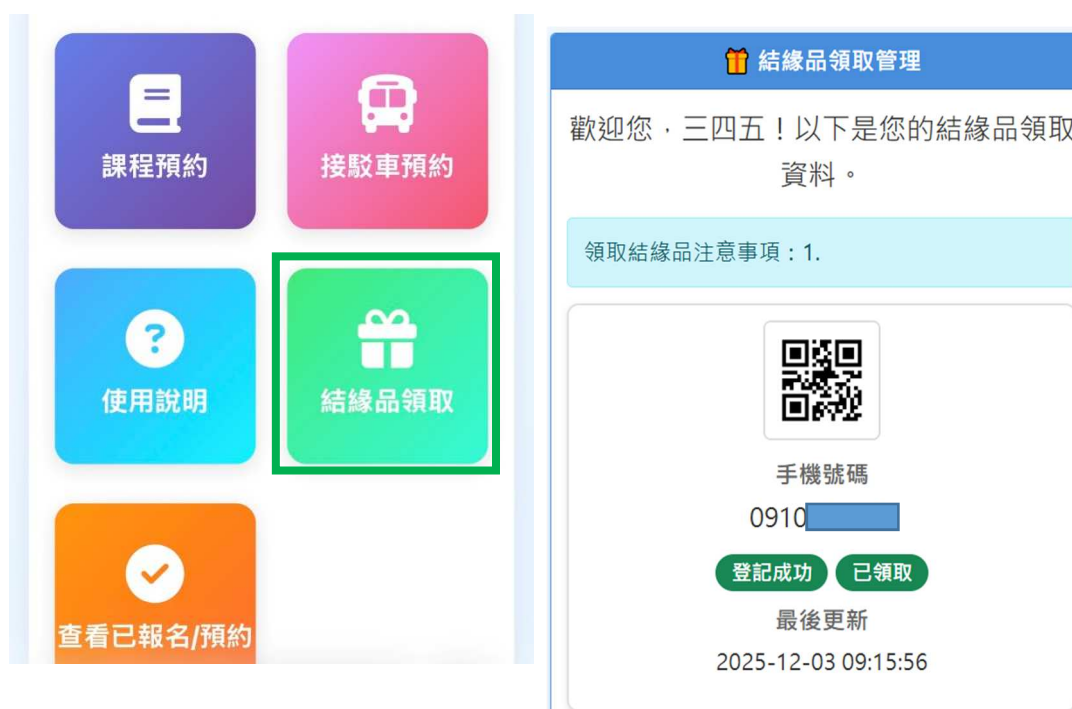 課程預約
接駁車預約
使用說明
結緣品領取
查看已報名/預約
結緣品領取管理
歡迎您，三四五！以下是您的結緣品領取
資料。
領取結緣品注意事項：1.
手機號碼
0910
登記成功 已領取
最後更新
2025-12-03 09:15:56